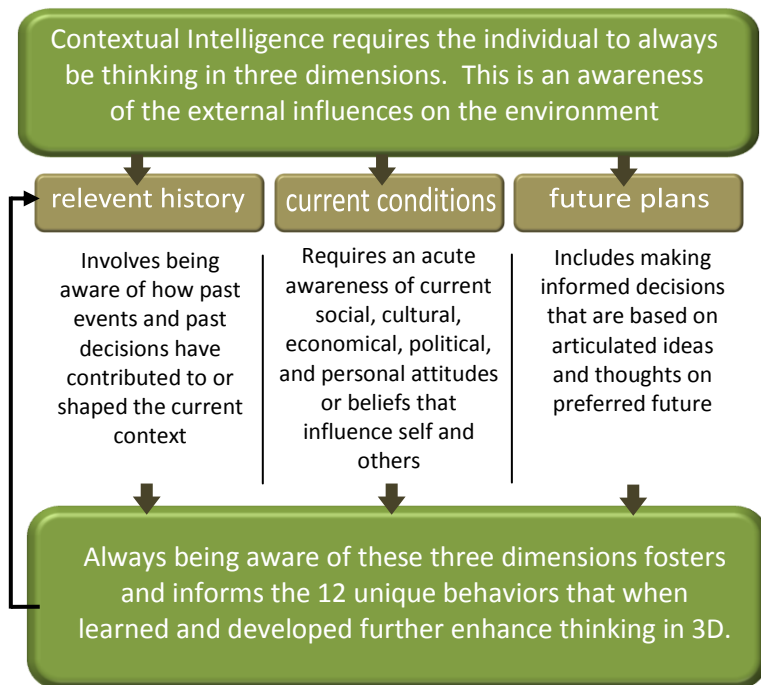 Contextual Intelligence requires the individual to always
be thinking in three dimensions.  This is an awareness
of the external influences on the environment
relevent history
current conditions
future plans
Involves being
aware of how past
events and past
decisions have
contributed to or
shaped the current
context
Requires an acute
awareness of current
social, cultural,
economical, political,
and personal attitudes
or beliefs that
influence self and
others
Includes making
informed decisions
that are based on
articulated ideas
and thoughts on
preferred future
Always being aware of these three dimensions fosters
and informs the 12 unique behaviors that when
learned and developed further enhance thinking in 3D.